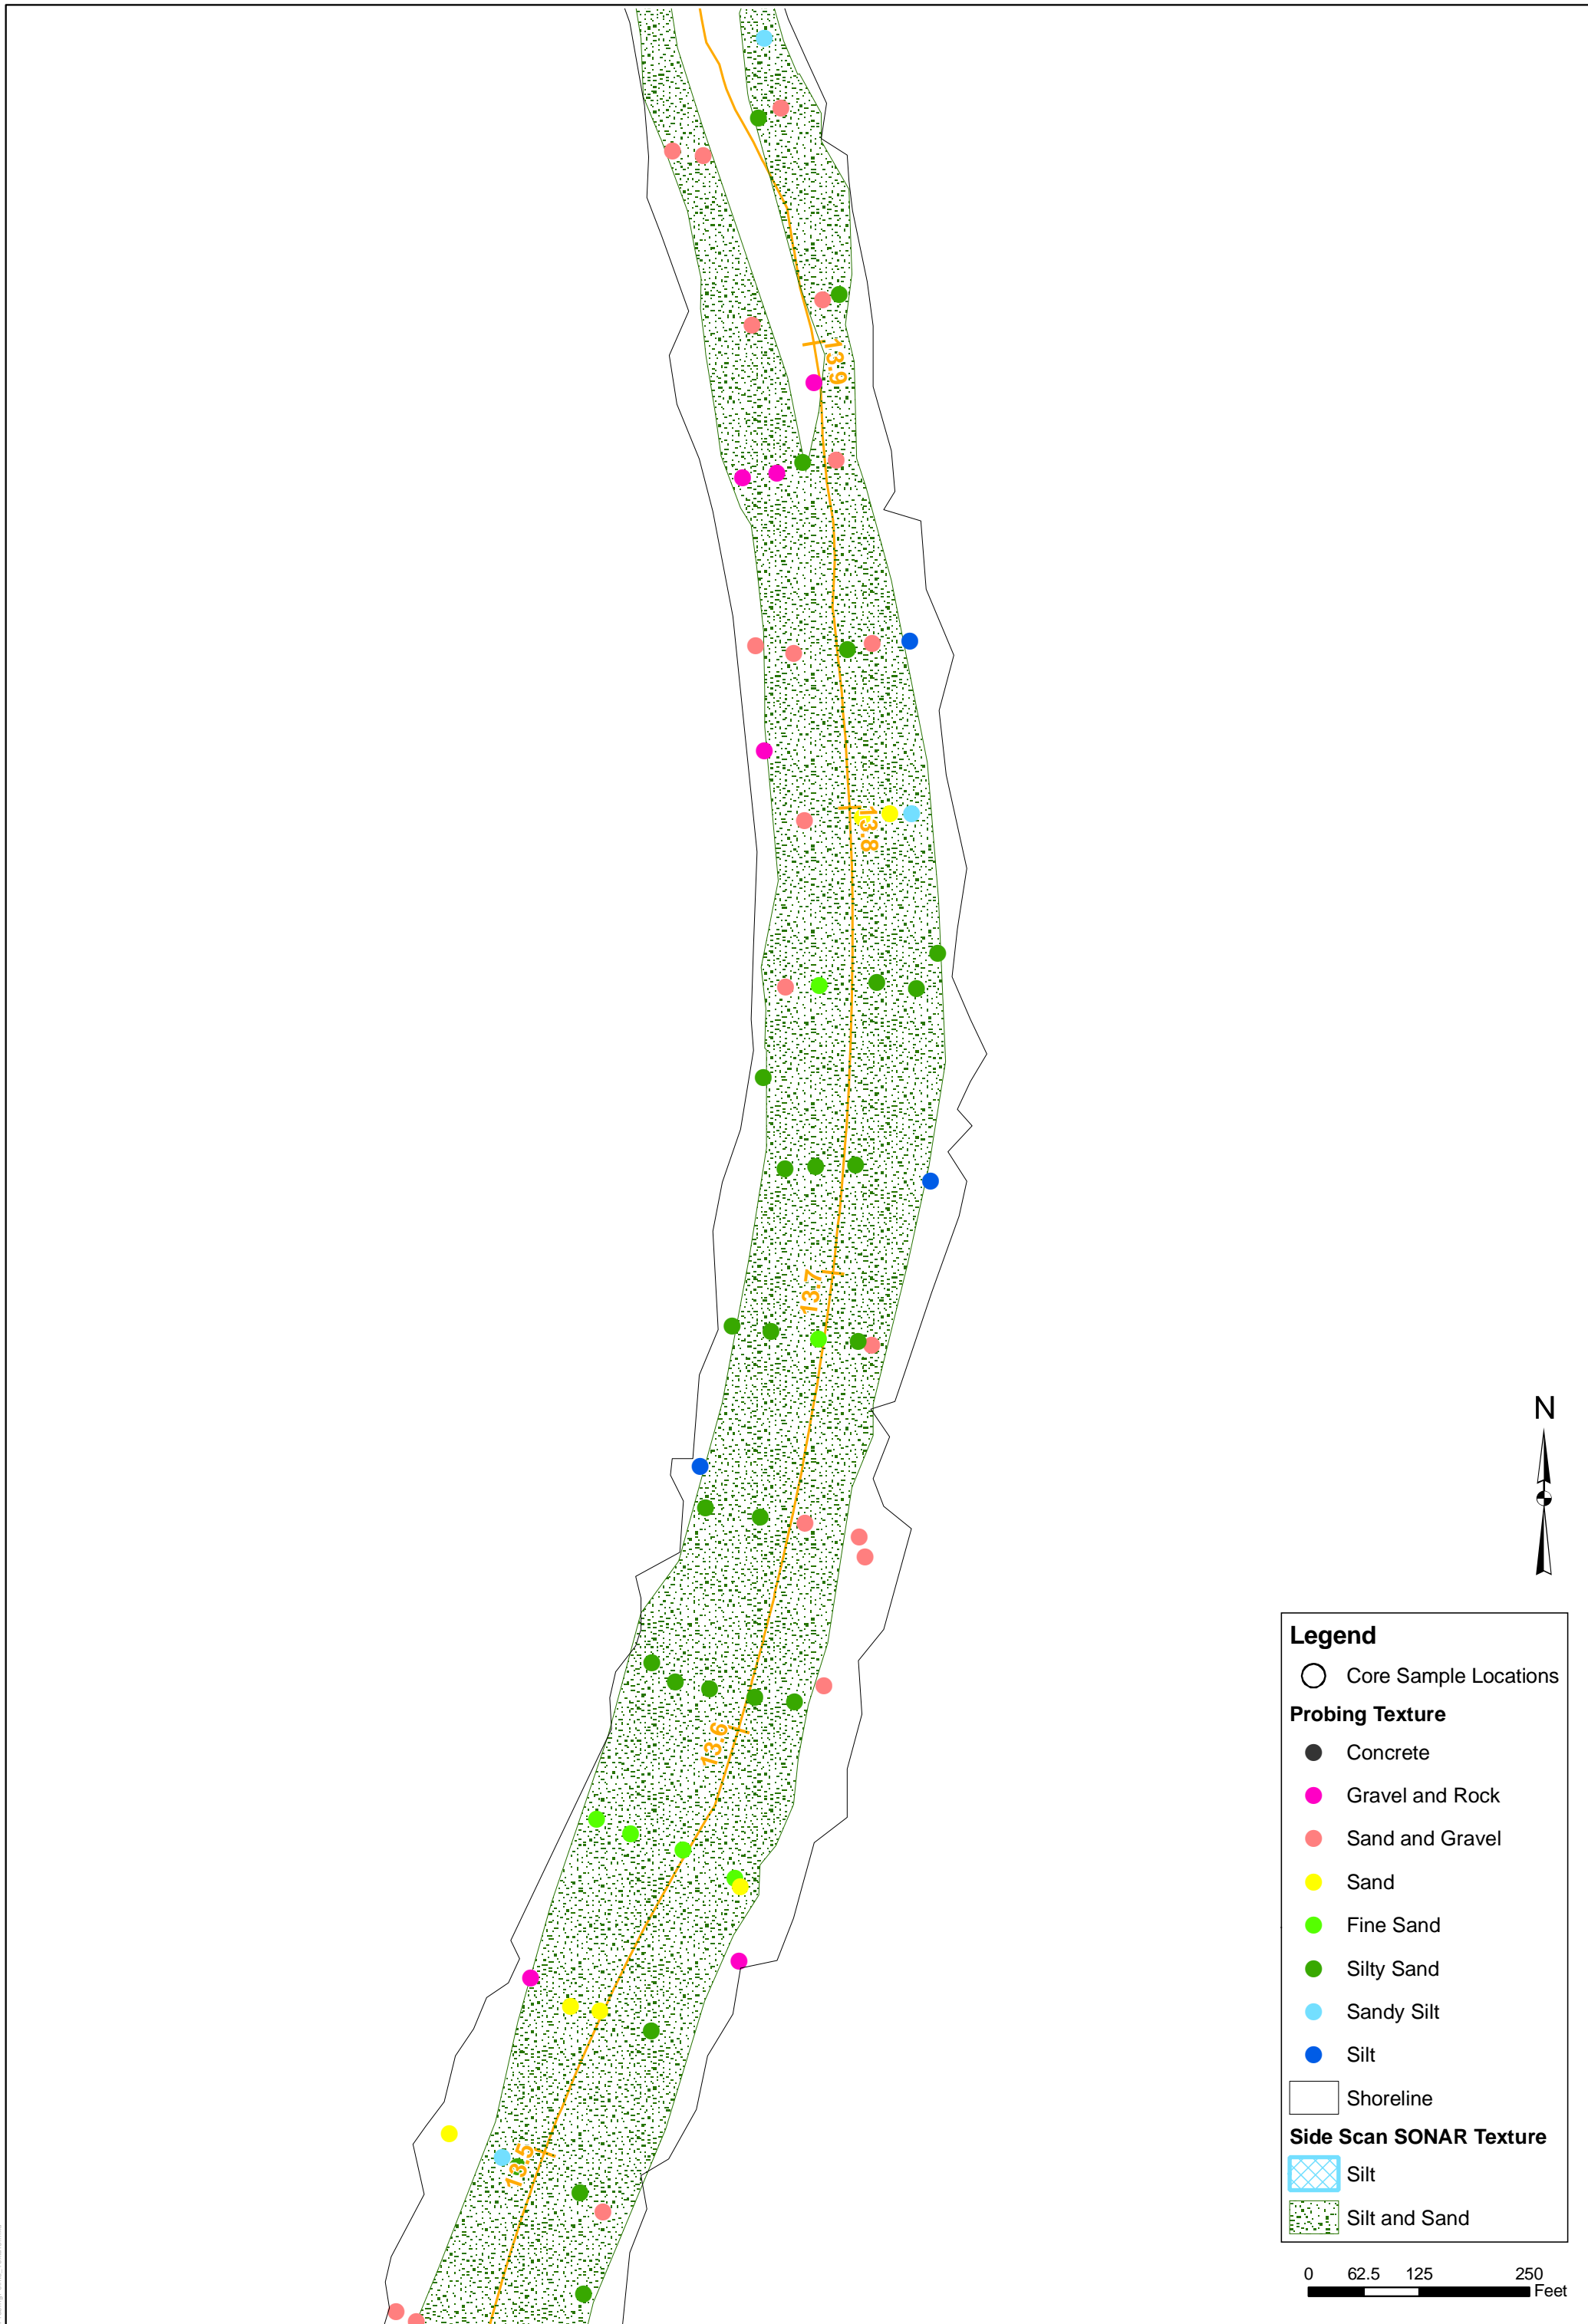 13.9
13.8
13.7
13.6
13.5
N
Legend
Core Sample Locations
Probing Texture
Concrete
Gravel and Rock
Sand and Gravel
Sand
Fine Sand
Silty Sand
Sandy Silt
Silt
Shoreline
Side Scan SONAR Texture
Silt
Silt and Sand
0 62.5 125 250
Feet